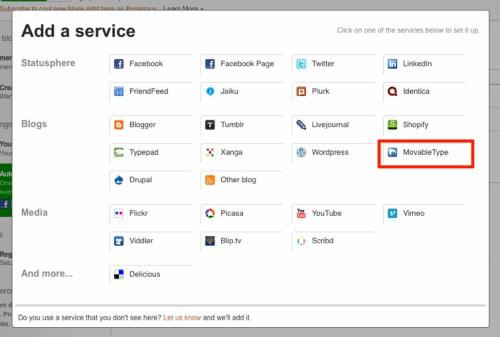 Subscribe to cool new blogs right here on Posterous. Learn More
Add a service
Click on one of the services below to set it up.
Statusphere
Facebook Facebook Page Twitter LinkedIn
FriendFeed Jaiku Plurk Identica
Blogs
Blogger Tumblr Livejournal Shopify
Typepad Xanga Wordpress MovableType
Drupal Other blog
Media
Flickr Picasa YouTube Vimeo
Viddler Blip.tv Scribd
And more...
Delicious
Do you use a service that you don't see here? Let us know and we'll add it.